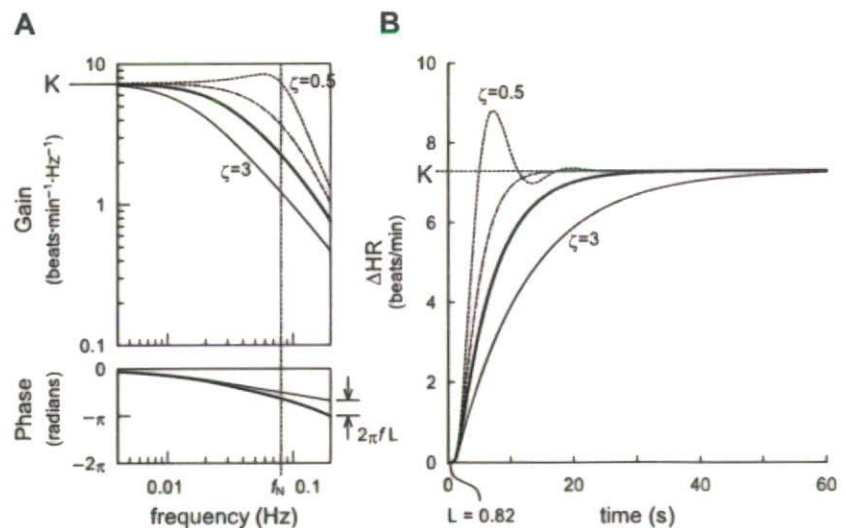 A
10
K
ζ=0.5
ζ=3
1
0.1
Gain
(beats·min⁻¹·Hz⁻¹)
0
−π
−2π
Phase
(radians)
2πfL
0.01
fN
0.1
frequency (Hz)
B
10
8
K
6
4
2
0
ΔHR
(beats/min)
ζ=0.5
ζ=3
0
20
40
60
L = 0.82
time (s)